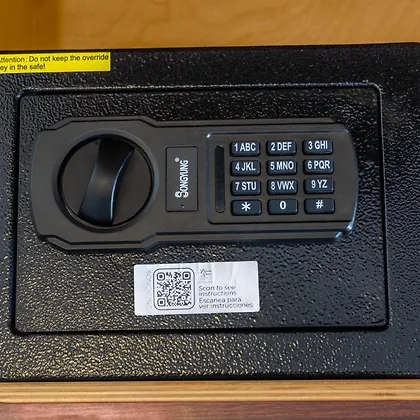 Attention: Do not keep the override
key in the safe!
SONGYUNG
®
1 ABC 2 DEF 3 GHI
4 JKL 5 MNO 6 PQR
7 STU 8 VWX 9 YZ
* 0 #
Scan to see
instructions.
Escanea para
ver instrucciones.